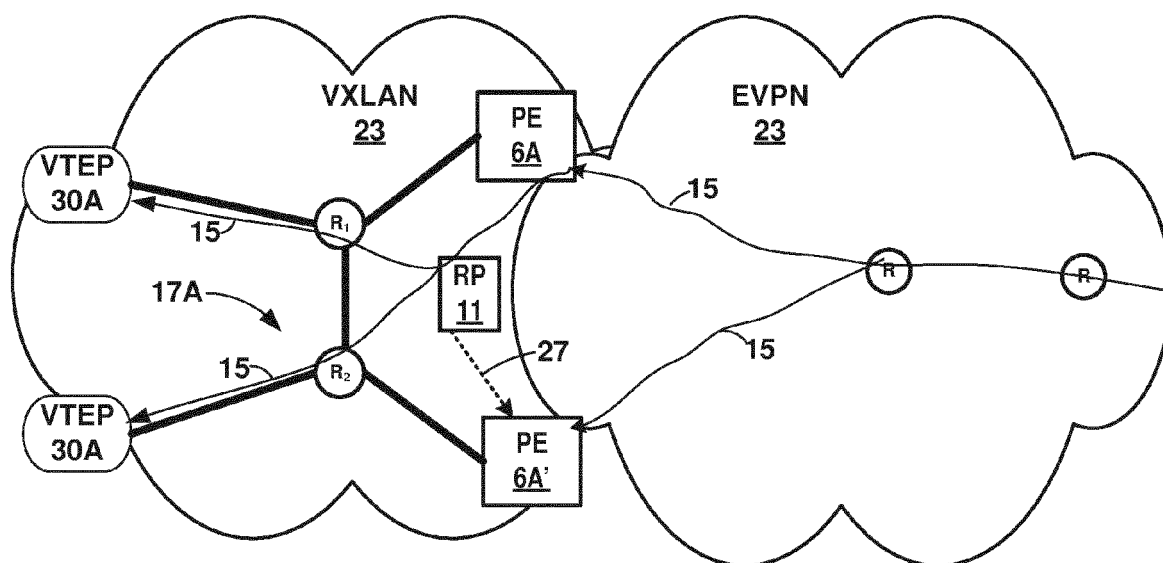 VXLAN
23
EVPN
23
PE
6A
VTEP
30A
15
R1
15
RP
11
R
R
17A
27
15
15
R2
VTEP
30A
PE
6A'